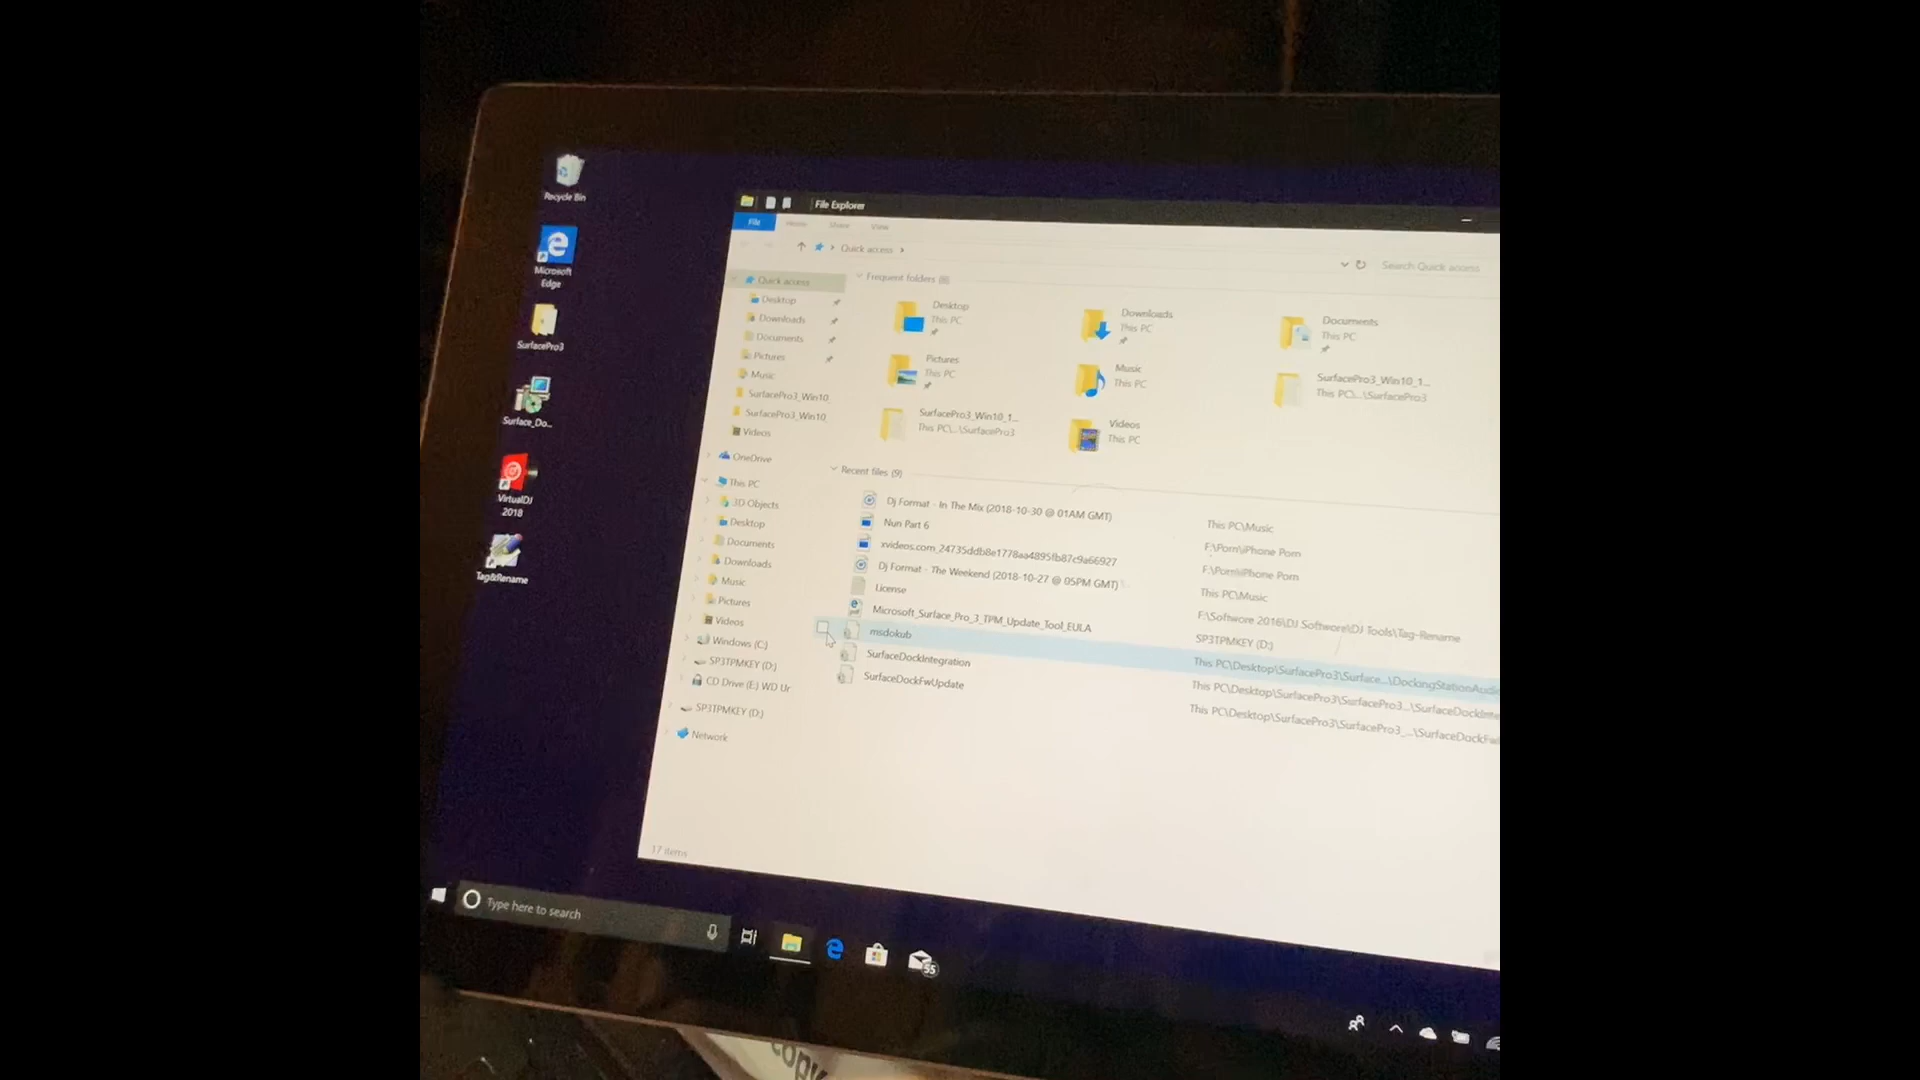 Recycle Bin
Microsoft
Edge
SurfacePro3
Surface_Do...
VirtualDJ
2018
Tag&Rename
File Explorer
File
Home
Share
View
Quick access
Search Quick access
Quick access
Desktop
Downloads
Documents
Pictures
Music
SurfacePro3_Win10_
SurfacePro3_Win10
Videos
OneDrive
This PC
3D Objects
Desktop
Documents
Downloads
Music
Pictures
Videos
Windows (C:)
SP3TPMKEY (D:)
CD Drive (E:) WD Ur
SP3TPMKEY (D:)
Network
17 items
Frequent folders (8)
Desktop
This PC
Downloads
This PC
Documents
This PC
Pictures
This PC
Music
This PC
SurfacePro3_Win10_1...
This PC\...\SurfacePro3
SurfacePro3_Win10_1...
This PC\...\SurfacePro3
Videos
This PC
Recent files (9)
Dj Format - In The Mix (2018-10-30 @ 01AM GMT)
This PC\Music
Nun Part 6
F:\Porn\iPhone Porn
xvideos.com_24735ddb8e1778aa4895fb87c9a66927
F:\Porn\iPhone Porn
Dj Format - The Weekend (2018-10-27 @ 05PM GMT)
This PC\Music
License
F:\Software 2016\DJ Software\DJ Tools\Tag-Rename
Microsoft_Surface_Pro_3_TPM_Update_Tool_EULA
SP3TPMKEY (D:)
msdokub
This PC\Desktop\SurfacePro3\Surface...\DockingStationAudio
SurfaceDockIntegration
This PC\Desktop\SurfacePro3\SurfacePro3...\SurfaceDockInte
SurfaceDockFwUpdate
This PC\Desktop\SurfacePro3\SurfacePro3_...\SurfaceDockFw
Type here to search
55
copy